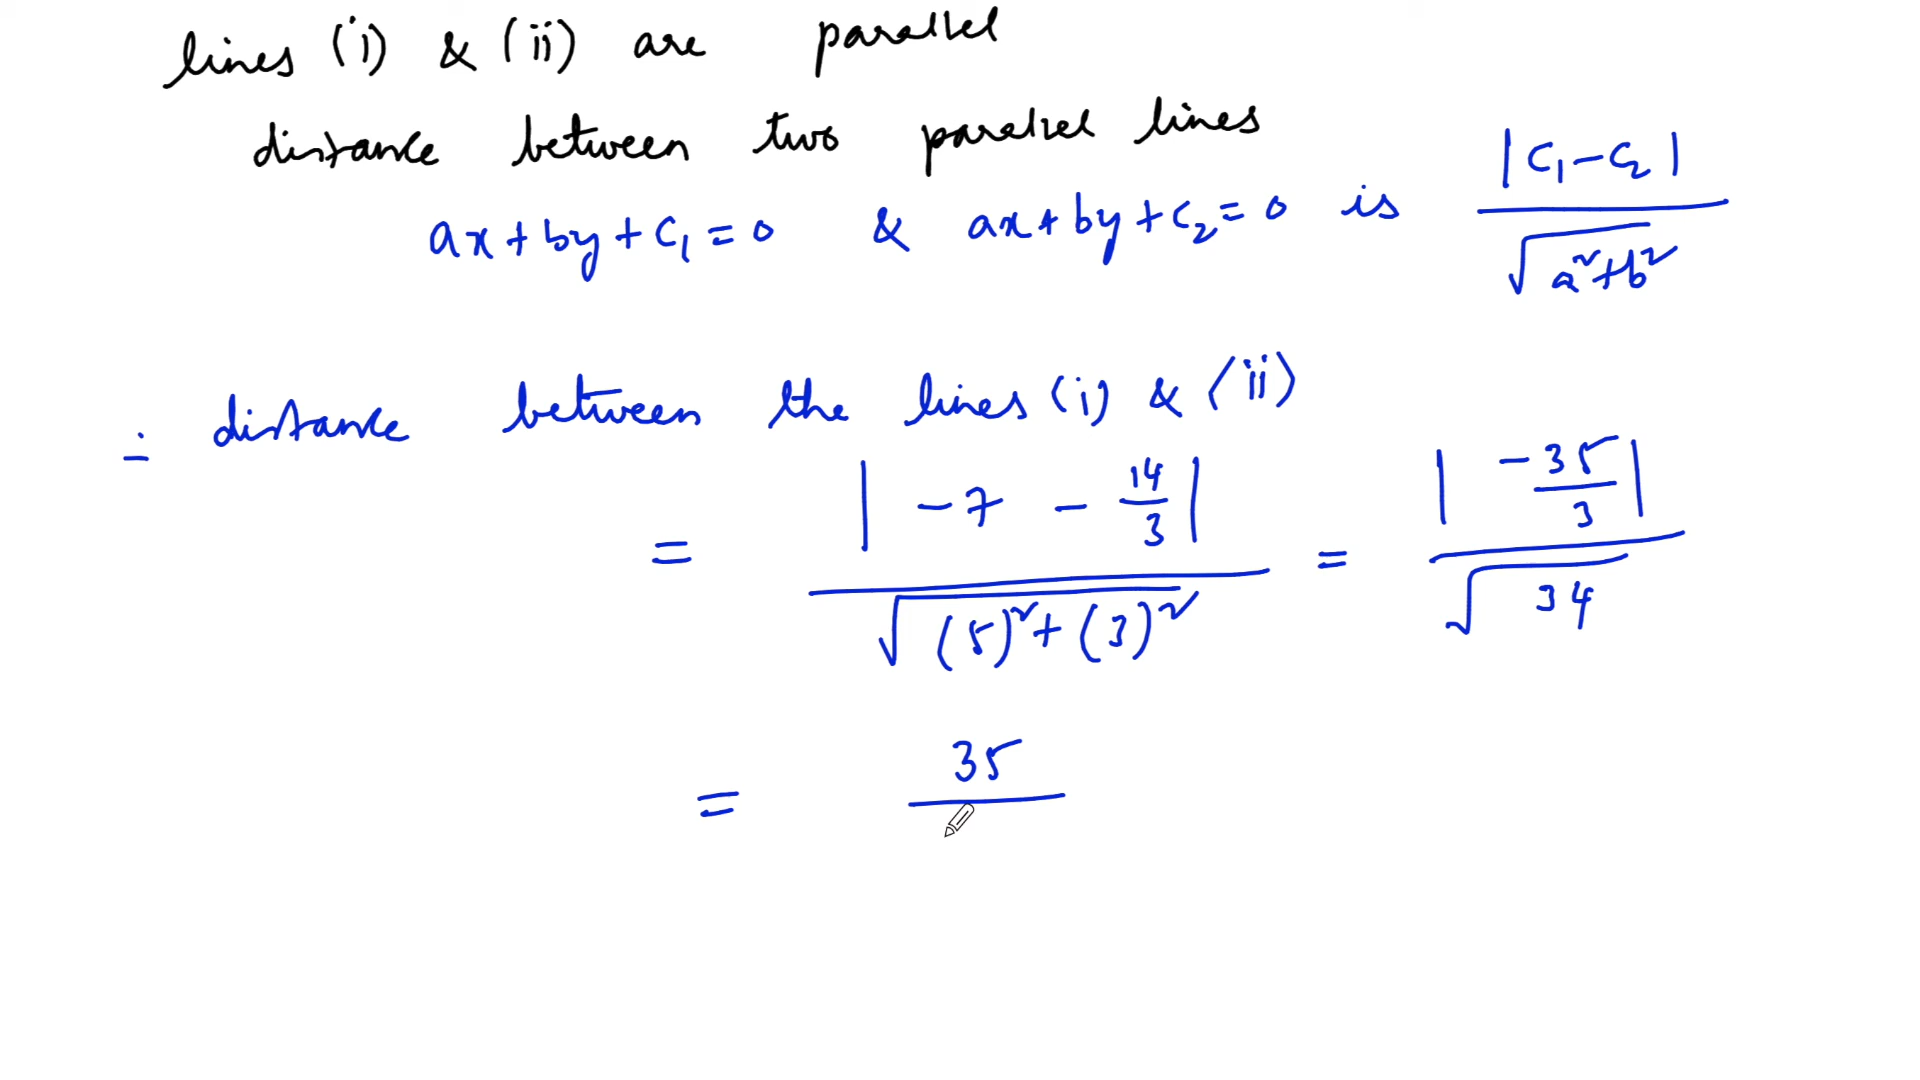 lines (i) & (ii) are parallel
distance between two parallel lines
ax + by + c₁ = 0 & ax + by + c₂ = 0 is |c₁ - c₂| / √(a² + b²)
∴ distance between the lines (i) & (ii)
= |-7 - 14/3| / √((5)² + (3)²) = |-35/3| / √34
= 35 /